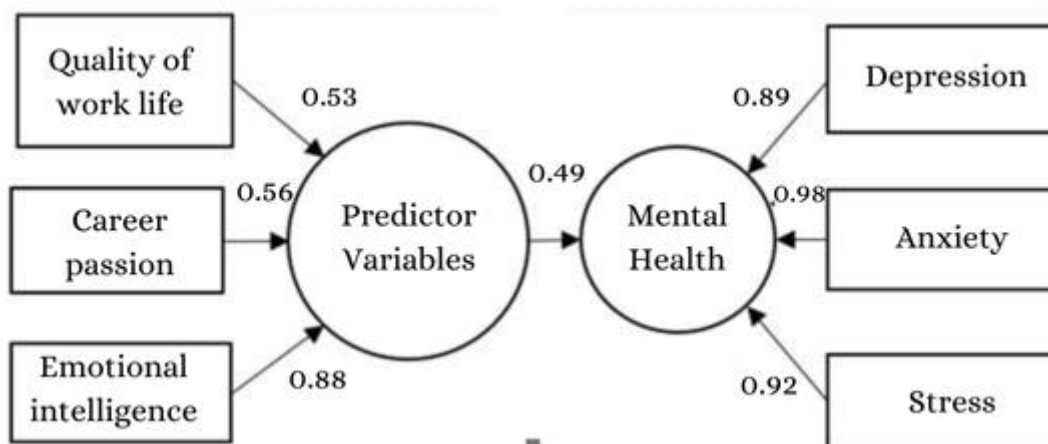 Quality of
work life
0.53
Career
passion
0.56
Emotional
intelligence
0.88
Predictor
Variables
0.49
Mental
Health
0.89
Depression
.0.98
Anxiety
0.92
Stress